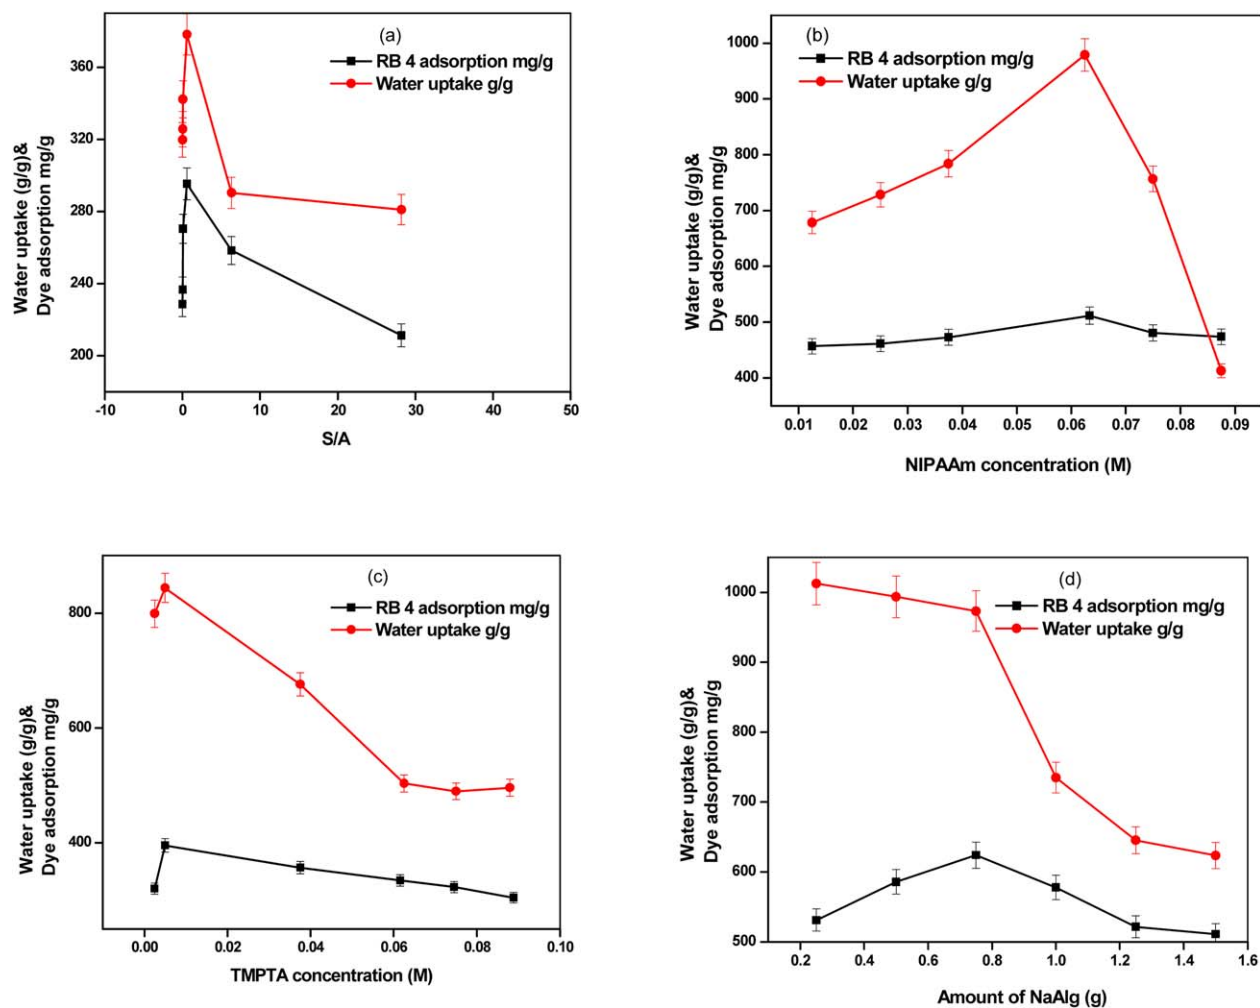 (a)
RB 4 adsorption mg/g
Water uptake g/g
360
320
280
240
200
Water uptake (g/g)&
Dye adsorption mg/g
-10 0 10 20 30 40 50
S/A
(b)
RB 4 adsorption mg/g
Water uptake g/g
1000
900
800
700
600
500
400
Water uptake (g/g)&
Dye adsorption mg/g
0.01 0.02 0.03 0.04 0.05 0.06 0.07 0.08 0.09
NIPAAm concentration (M)
(c)
RB 4 adsorption mg/g
Water uptake g/g
800
600
400
Water uptake (g/g)&
Dye adsorption mg/g
0.00 0.02 0.04 0.06 0.08 0.10
TMPTA concentration (M)
(d)
RB 4 adsorption mg/g
Water uptake g/g
1000
900
800
700
600
500
Water uptake (g/g)&
Dye adsorption mg/g
0.2 0.4 0.6 0.8 1.0 1.2 1.4 1.6
Amount of NaAlg (g)